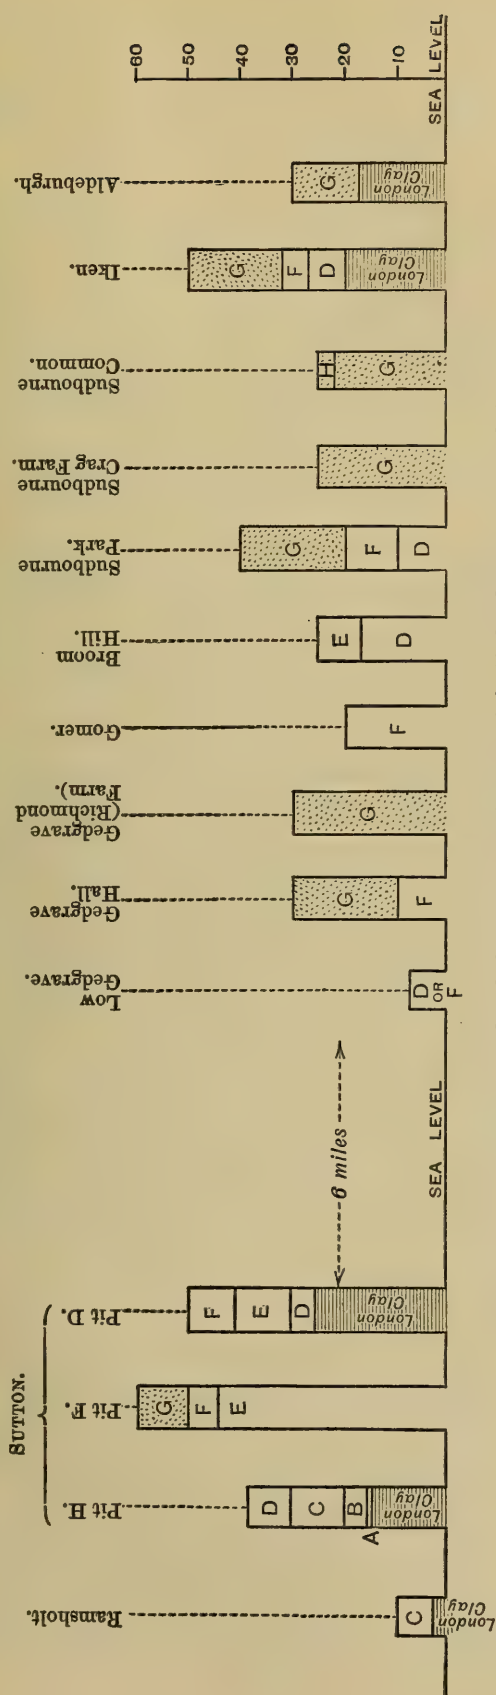 SUTTON.
Ramsholt.
Pit H.
Pit F.
Pit D.
Low
Gedgrave.
Gedgrave
Hall.
Gedgrave
(Richmond
Farm).
Gomer.
Broom
Hill.
Sudbourne
Park.
Sudbourne
Crag Farm.
Sudbourne
Common.
Iken.
Aldeburgh.
60
50
40
30
20
10
SEA LEVEL
C
London
Clay
D
C
B
A
London
Clay
G
F
E
F
E
D
London
Clay
6 miles
SEA LEVEL
D
OR
F
G
F
G
F
E
D
G
F
D
G
H
G
G
F
D
London
Clay
G
London
Clay